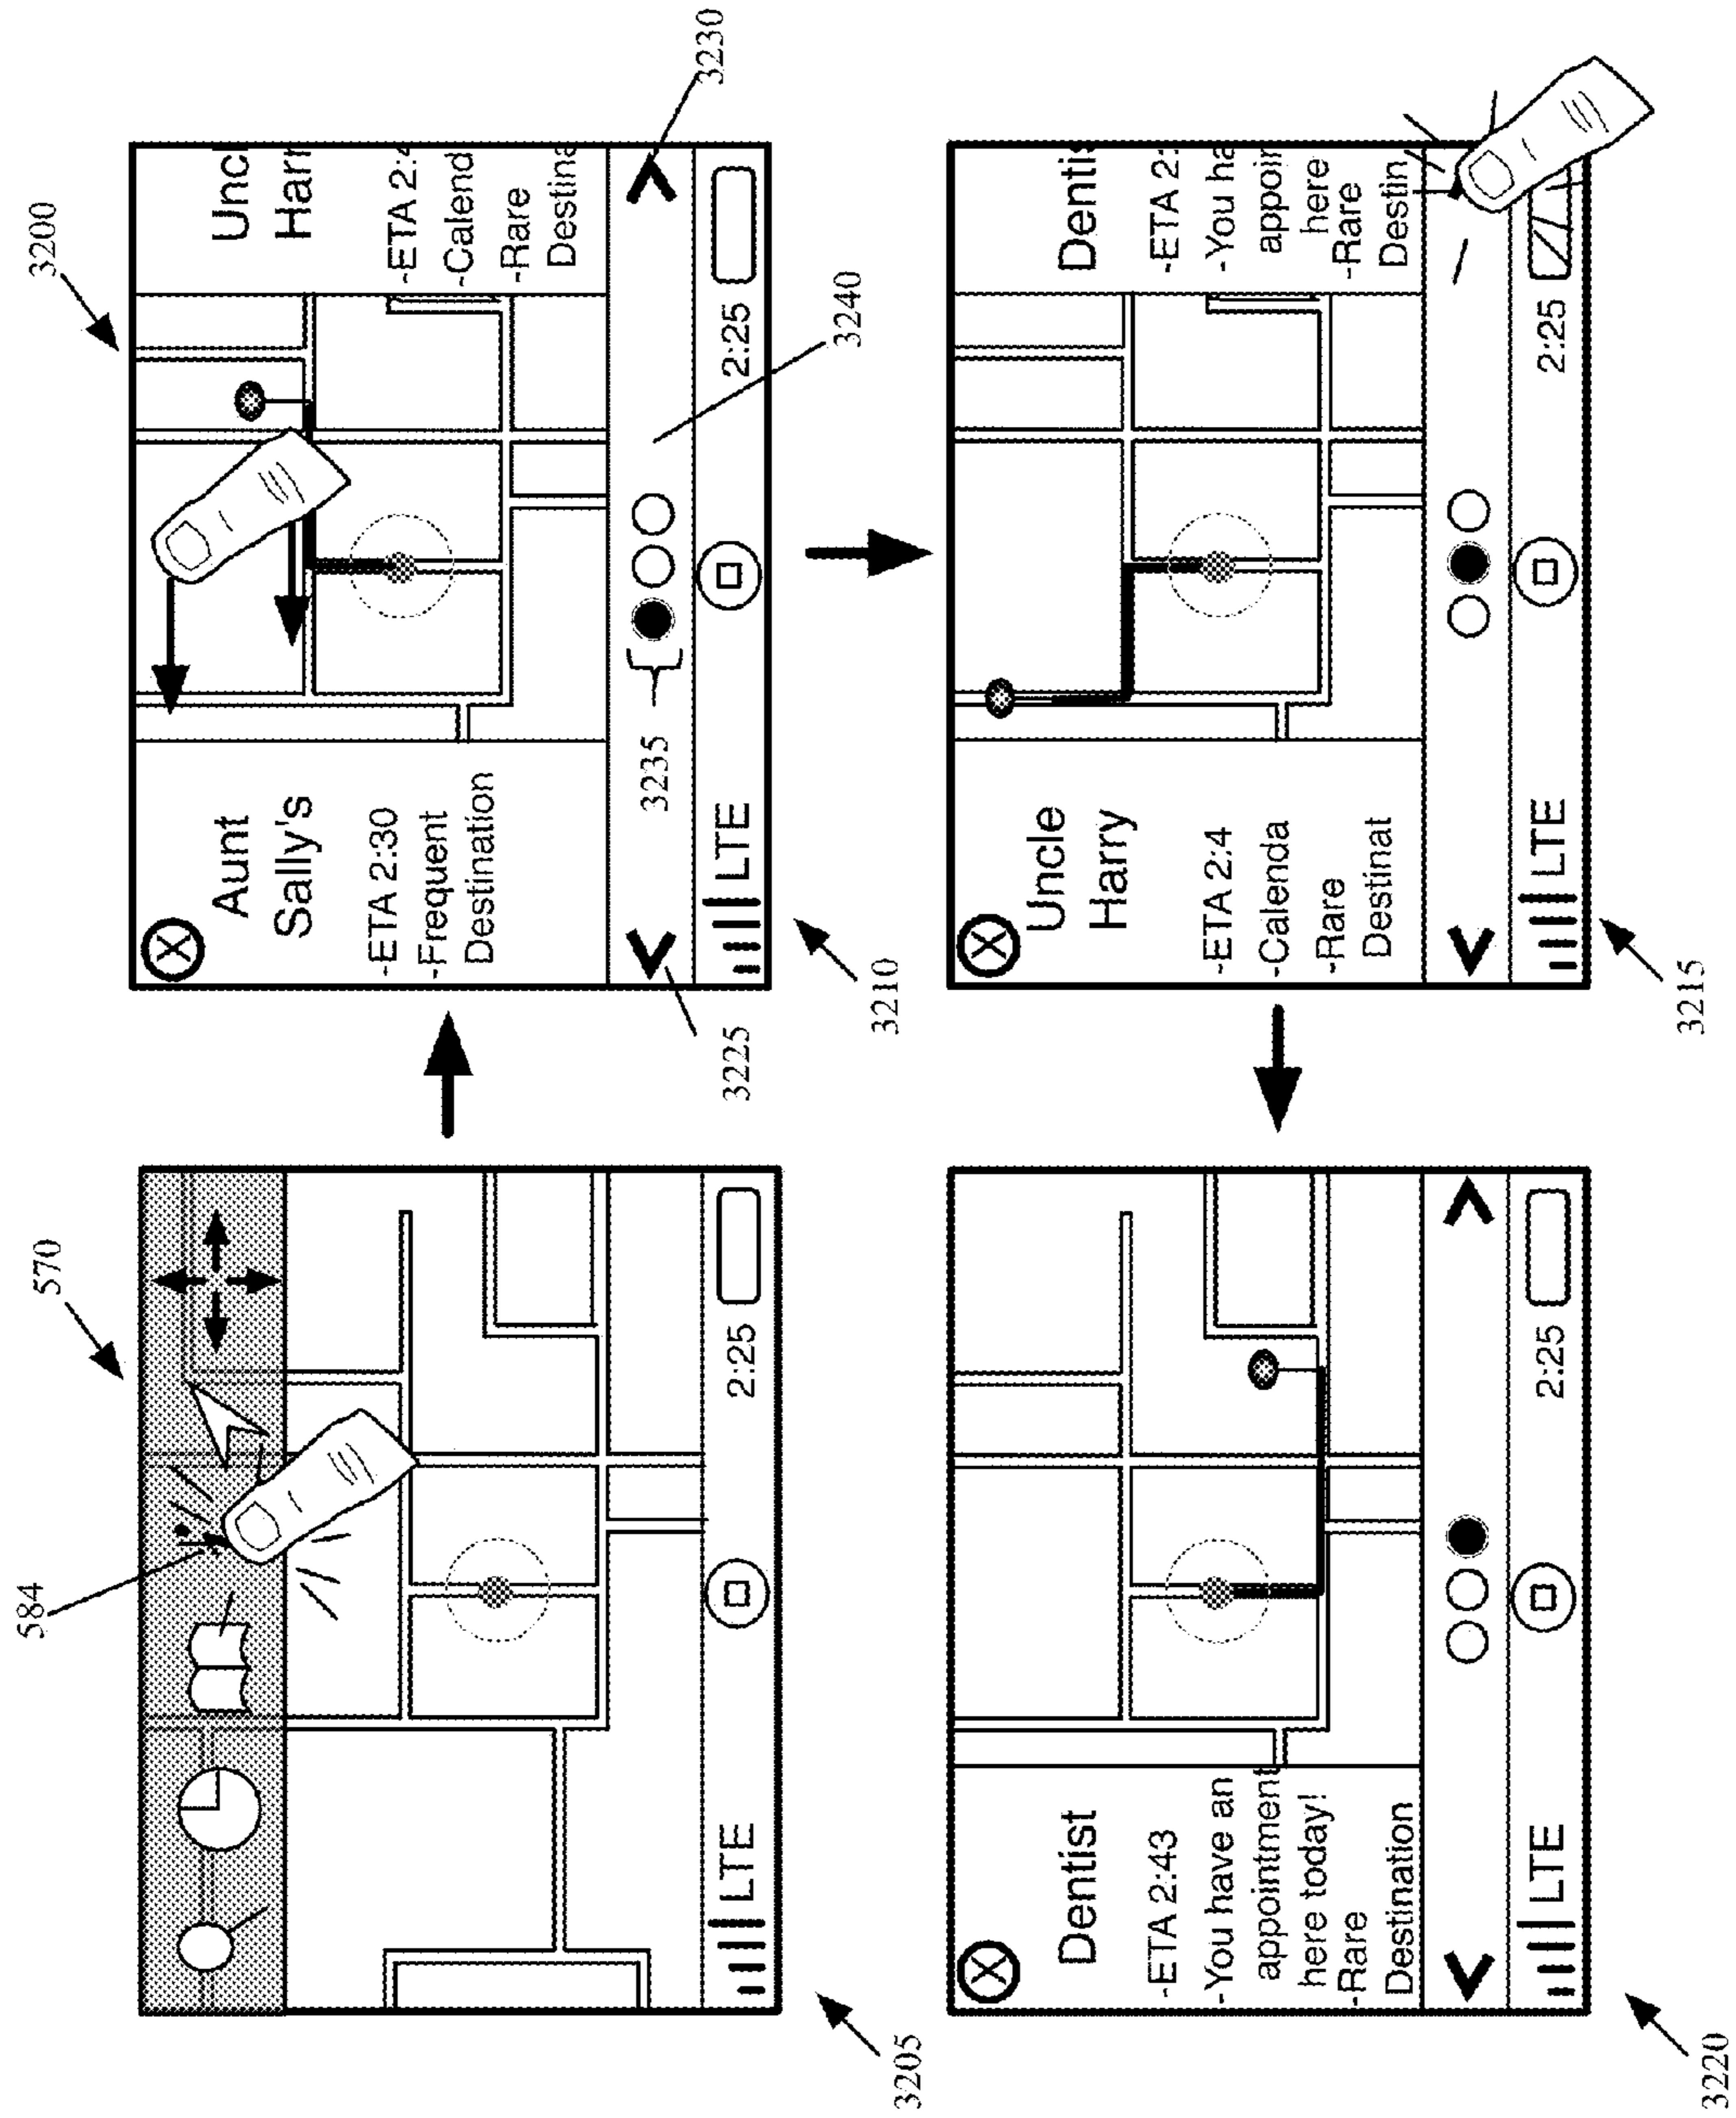 584
570
2:25
LTE
3205
3200
Aunt
Sally's
-ETA 2:30
-Frequent
Destination
Uncl
Harr
-ETA 2:4
-Calend
-Rare
Destina
3235
3225
3230
3240
LTE
2:25
3210
Dentist
-ETA 2:43
-You have an
appointment
here today!
-Rare
Destination
LTE
2:25
3220
Uncle
Harry
-ETA 2:4
-Calenda
-Rare
Destinat
Dentis
-ETA 2:
-You ha
appoin
here
-Rare
Destin
LTE
2:25
3215